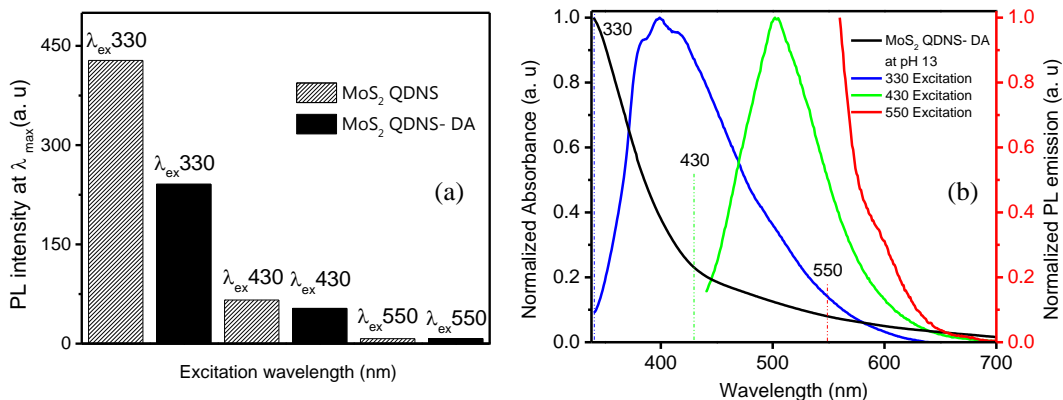 PL intensity at λ max(a. u)
450
300
150
0
λex330
λex330
λex430
λex430
λex550
λex550
MoS2 QDNS
MoS2 QDNS- DA
(a)
Excitation wavelength (nm)
Normalized Absorbance (a. u)
1.0
0.8
0.6
0.4
0.2
0.0
330
430
550
MoS2 QDNS- DA
at pH 13
330 Excitation
430 Excitation
550 Excitation
(b)
400
500
600
700
Wavelength (nm)
1.0
0.8
0.6
0.4
0.2
0.0
Normalized PL emission (a. u)